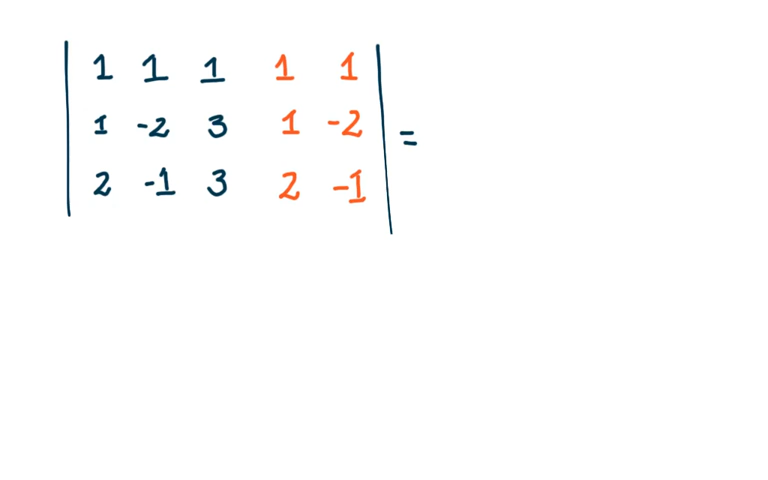 | 1 1 1 1 1 |
| 1 -2 3 1 -2 | =
| 2 -1 3 2 -1 |